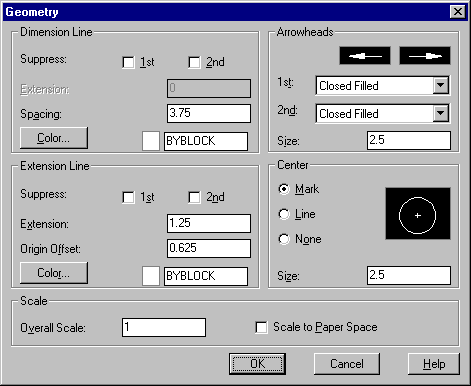 Geometry
Dimension Line
Suppress: 1st 2nd
Extension: 0
Spacing: 3.75
Color... BYBLOCK
Arrowheads
1st: Closed Filled
2nd: Closed Filled
Size: 2.5
Extension Line
Suppress: 1st 2nd
Extension: 1.25
Origin Offset: 0.625
Color... BYBLOCK
Center
Mark
Line
None
Size: 2.5
Scale
Overall Scale: 1 Scale to Paper Space
OK Cancel Help